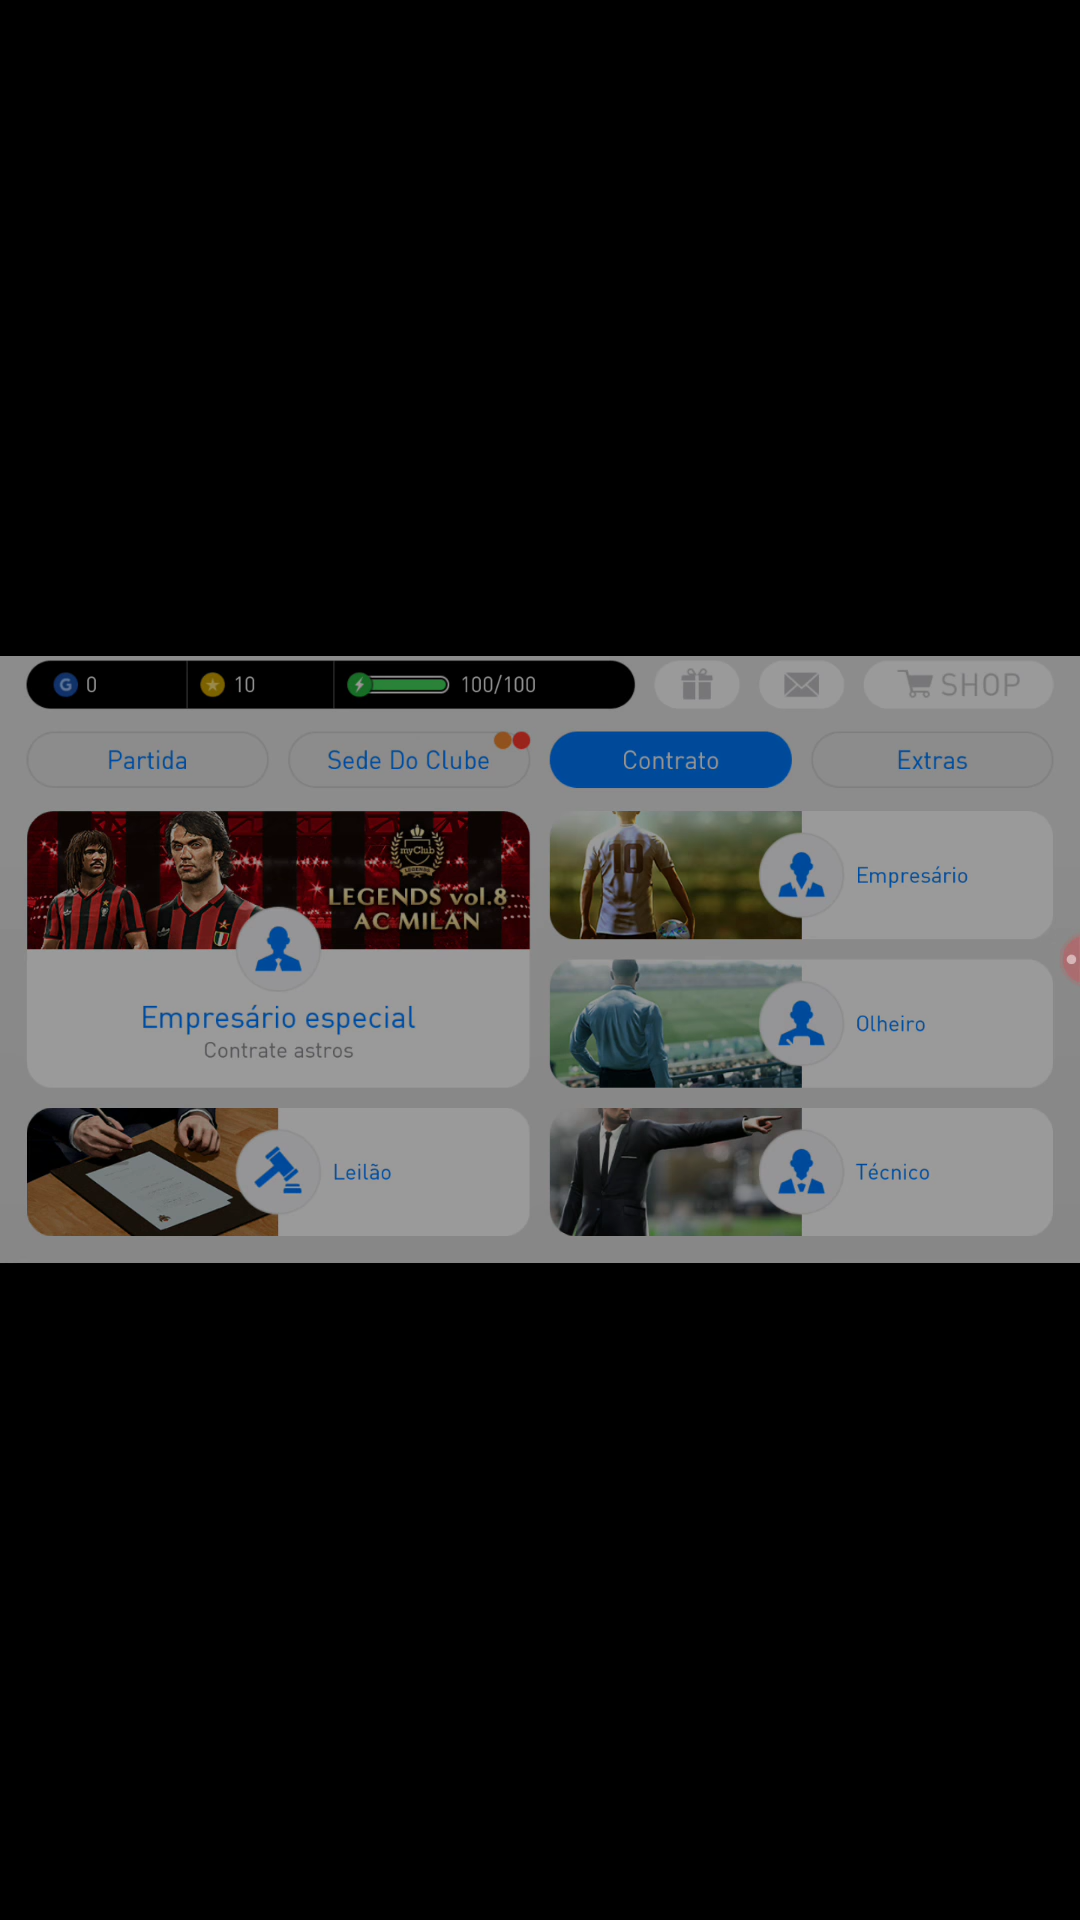 G 0
10
100/100
SHOP
Partida
Sede Do Clube
Contrato
Extras
myClub
LEGENDS
LEGENDS vol.8
AC MILAN
Empresário especial
Contrate astros
10
Empresário
Olheiro
Leilão
Técnico